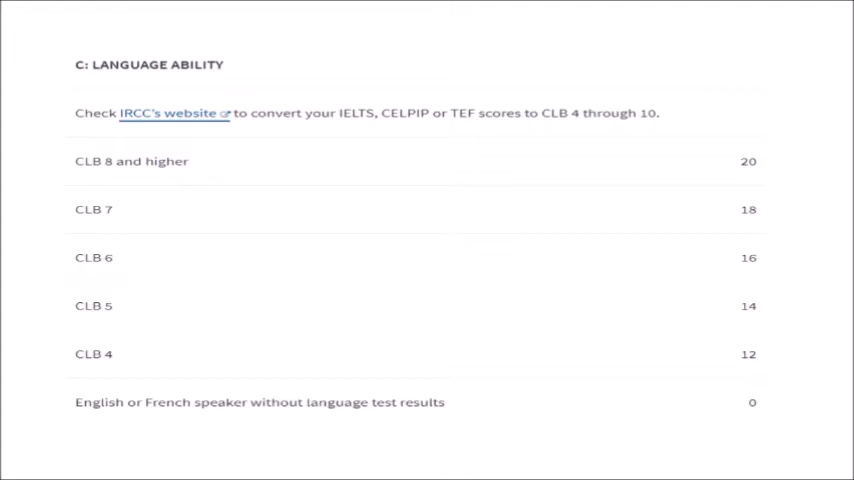 C: LANGUAGE ABILITY
Check IRCC's website to convert your IELTS, CELPIP or TEF scores to CLB 4 through 10.
CLB 8 and higher 20
CLB 7 18
CLB 6 16
CLB 5 14
CLB 4 12
English or French speaker without language test results 0